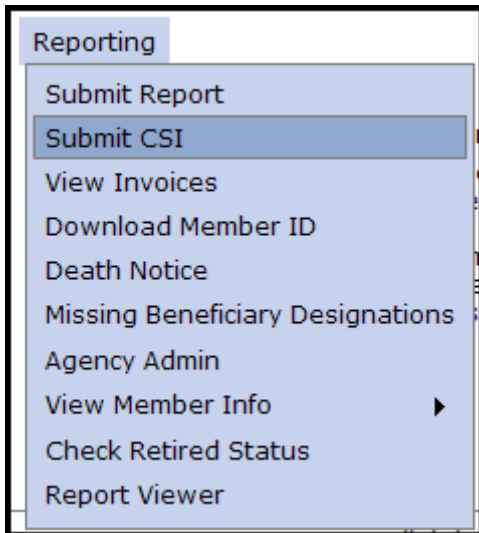 Reporting
Submit Report
Submit CSI
View Invoices
Download Member ID
Death Notice
Missing Beneficiary Designations
Agency Admin
View Member Info
Check Retired Status
Report Viewer